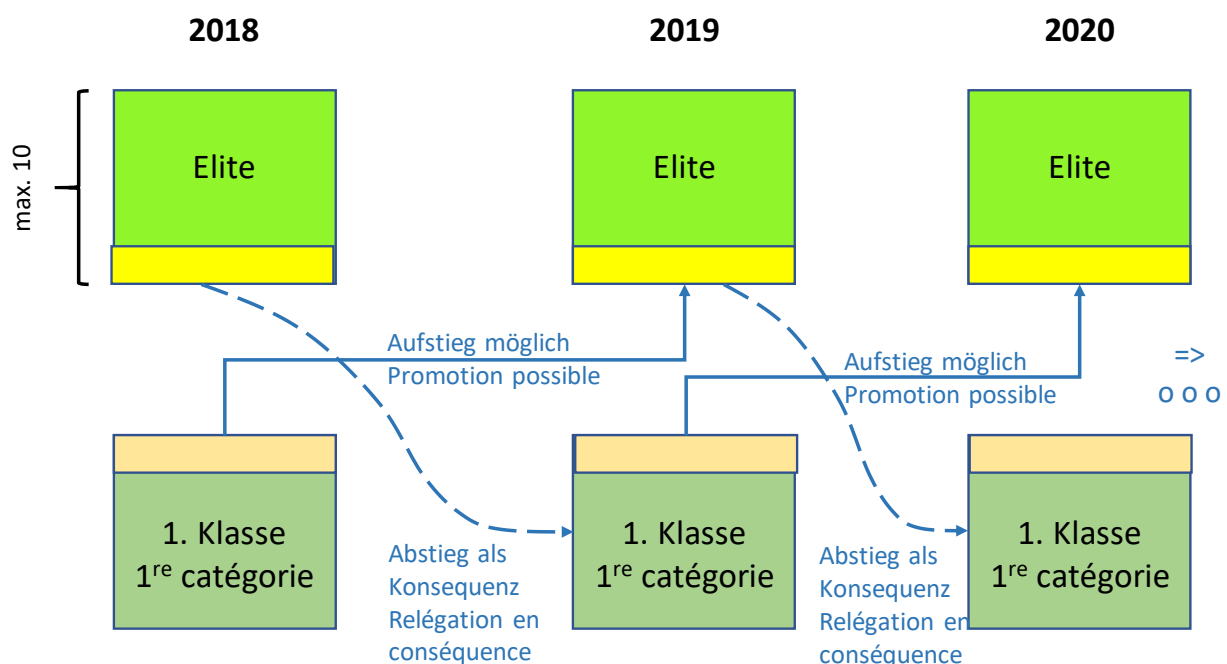 2018
2019
2020
max. 10
Elite
Elite
Elite
Aufstieg möglich
Promotion possible
Aufstieg möglich
Promotion possible
=>
o o o
1. Klasse
1re catégorie
1. Klasse
1re catégorie
1. Klasse
1re catégorie
Abstieg als
Konsequenz
Relégation en
conséquence
Abstieg als
Konsequenz
Relégation en
conséquence